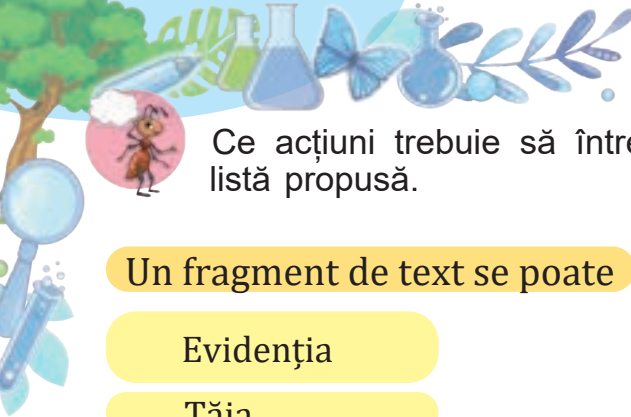 Ce acțiuni trebuie să între
listă propusă.
Un fragment de text se poate
Evidenția
Tăia